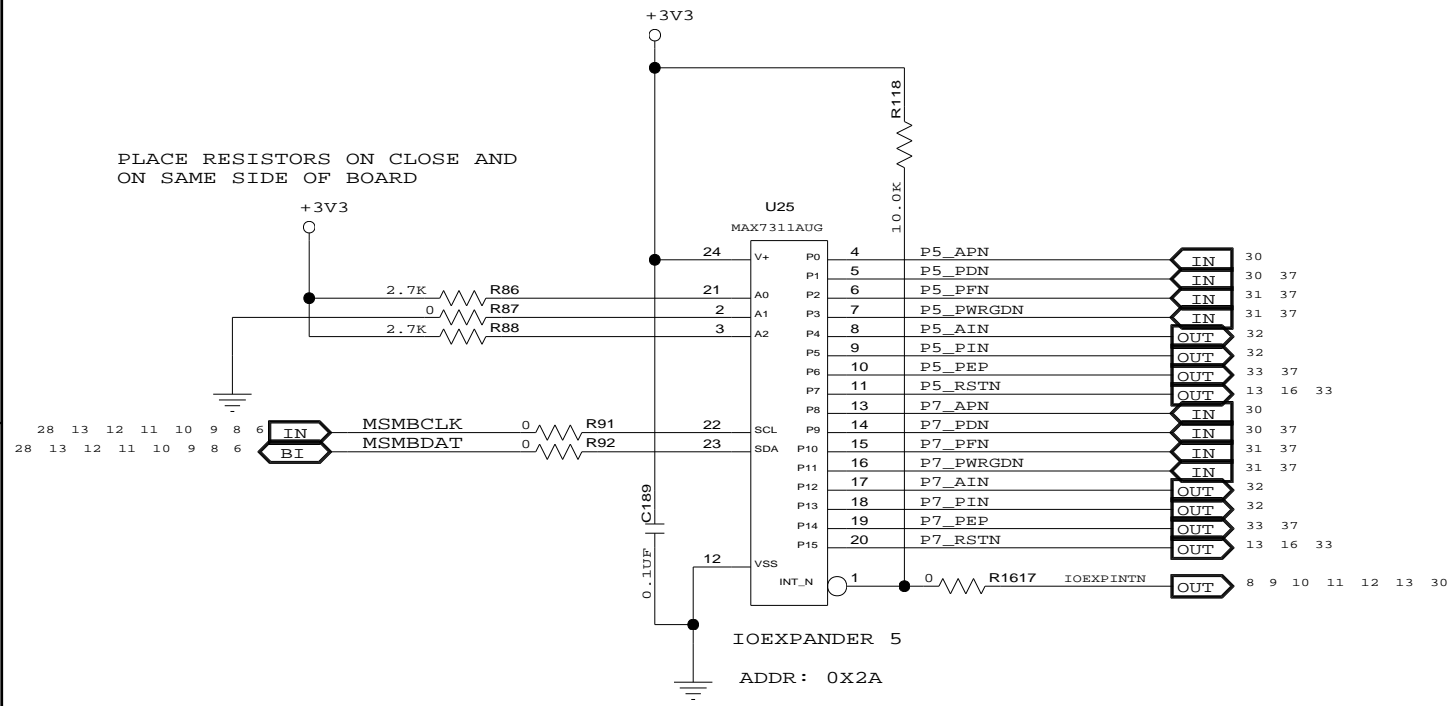 +3V3
R118
10.0K
PLACE RESISTORS ON CLOSE AND
ON SAME SIDE OF BOARD
+3V3
U25
MAX7311AUG
24 V+ P0 4 P5_APN IN 30
P1 5 P5_PDN IN 30 37
2.7K R86 21 A0 P2 6 P5_PFN IN 31 37
0 R87 2 A1 P3 7 P5_PWRGDN IN 31 37
2.7K R88 3 A2 P4 8 P5_AIN OUT 32
P5 9 P5_PIN OUT 32
P6 10 P5_PEP OUT 33 37
P7 11 P5_RSTN OUT 13 16 33
P8 13 P7_APN IN 30
28 13 12 11 10 9 8 6 IN MSMBCLK 0 R91 22 SCL P9 14 P7_PDN IN 30 37
28 13 12 11 10 9 8 6 BI MSMBDAT 0 R92 23 SDA P10 15 P7_PFN IN 31 37
P11 16 P7_PWRGDN IN 31 37
P12 17 P7_AIN OUT 32
P13 18 P7_PIN OUT 32
P14 19 P7_PEP OUT 33 37
P15 20 P7_RSTN OUT 13 16 33
C189
0.1UF
12 VSS
INT_N 1 0 R1617 IOEXPINTN OUT 8 9 10 11 12 13 30
IOEXPANDER 5
ADDR: 0X2A